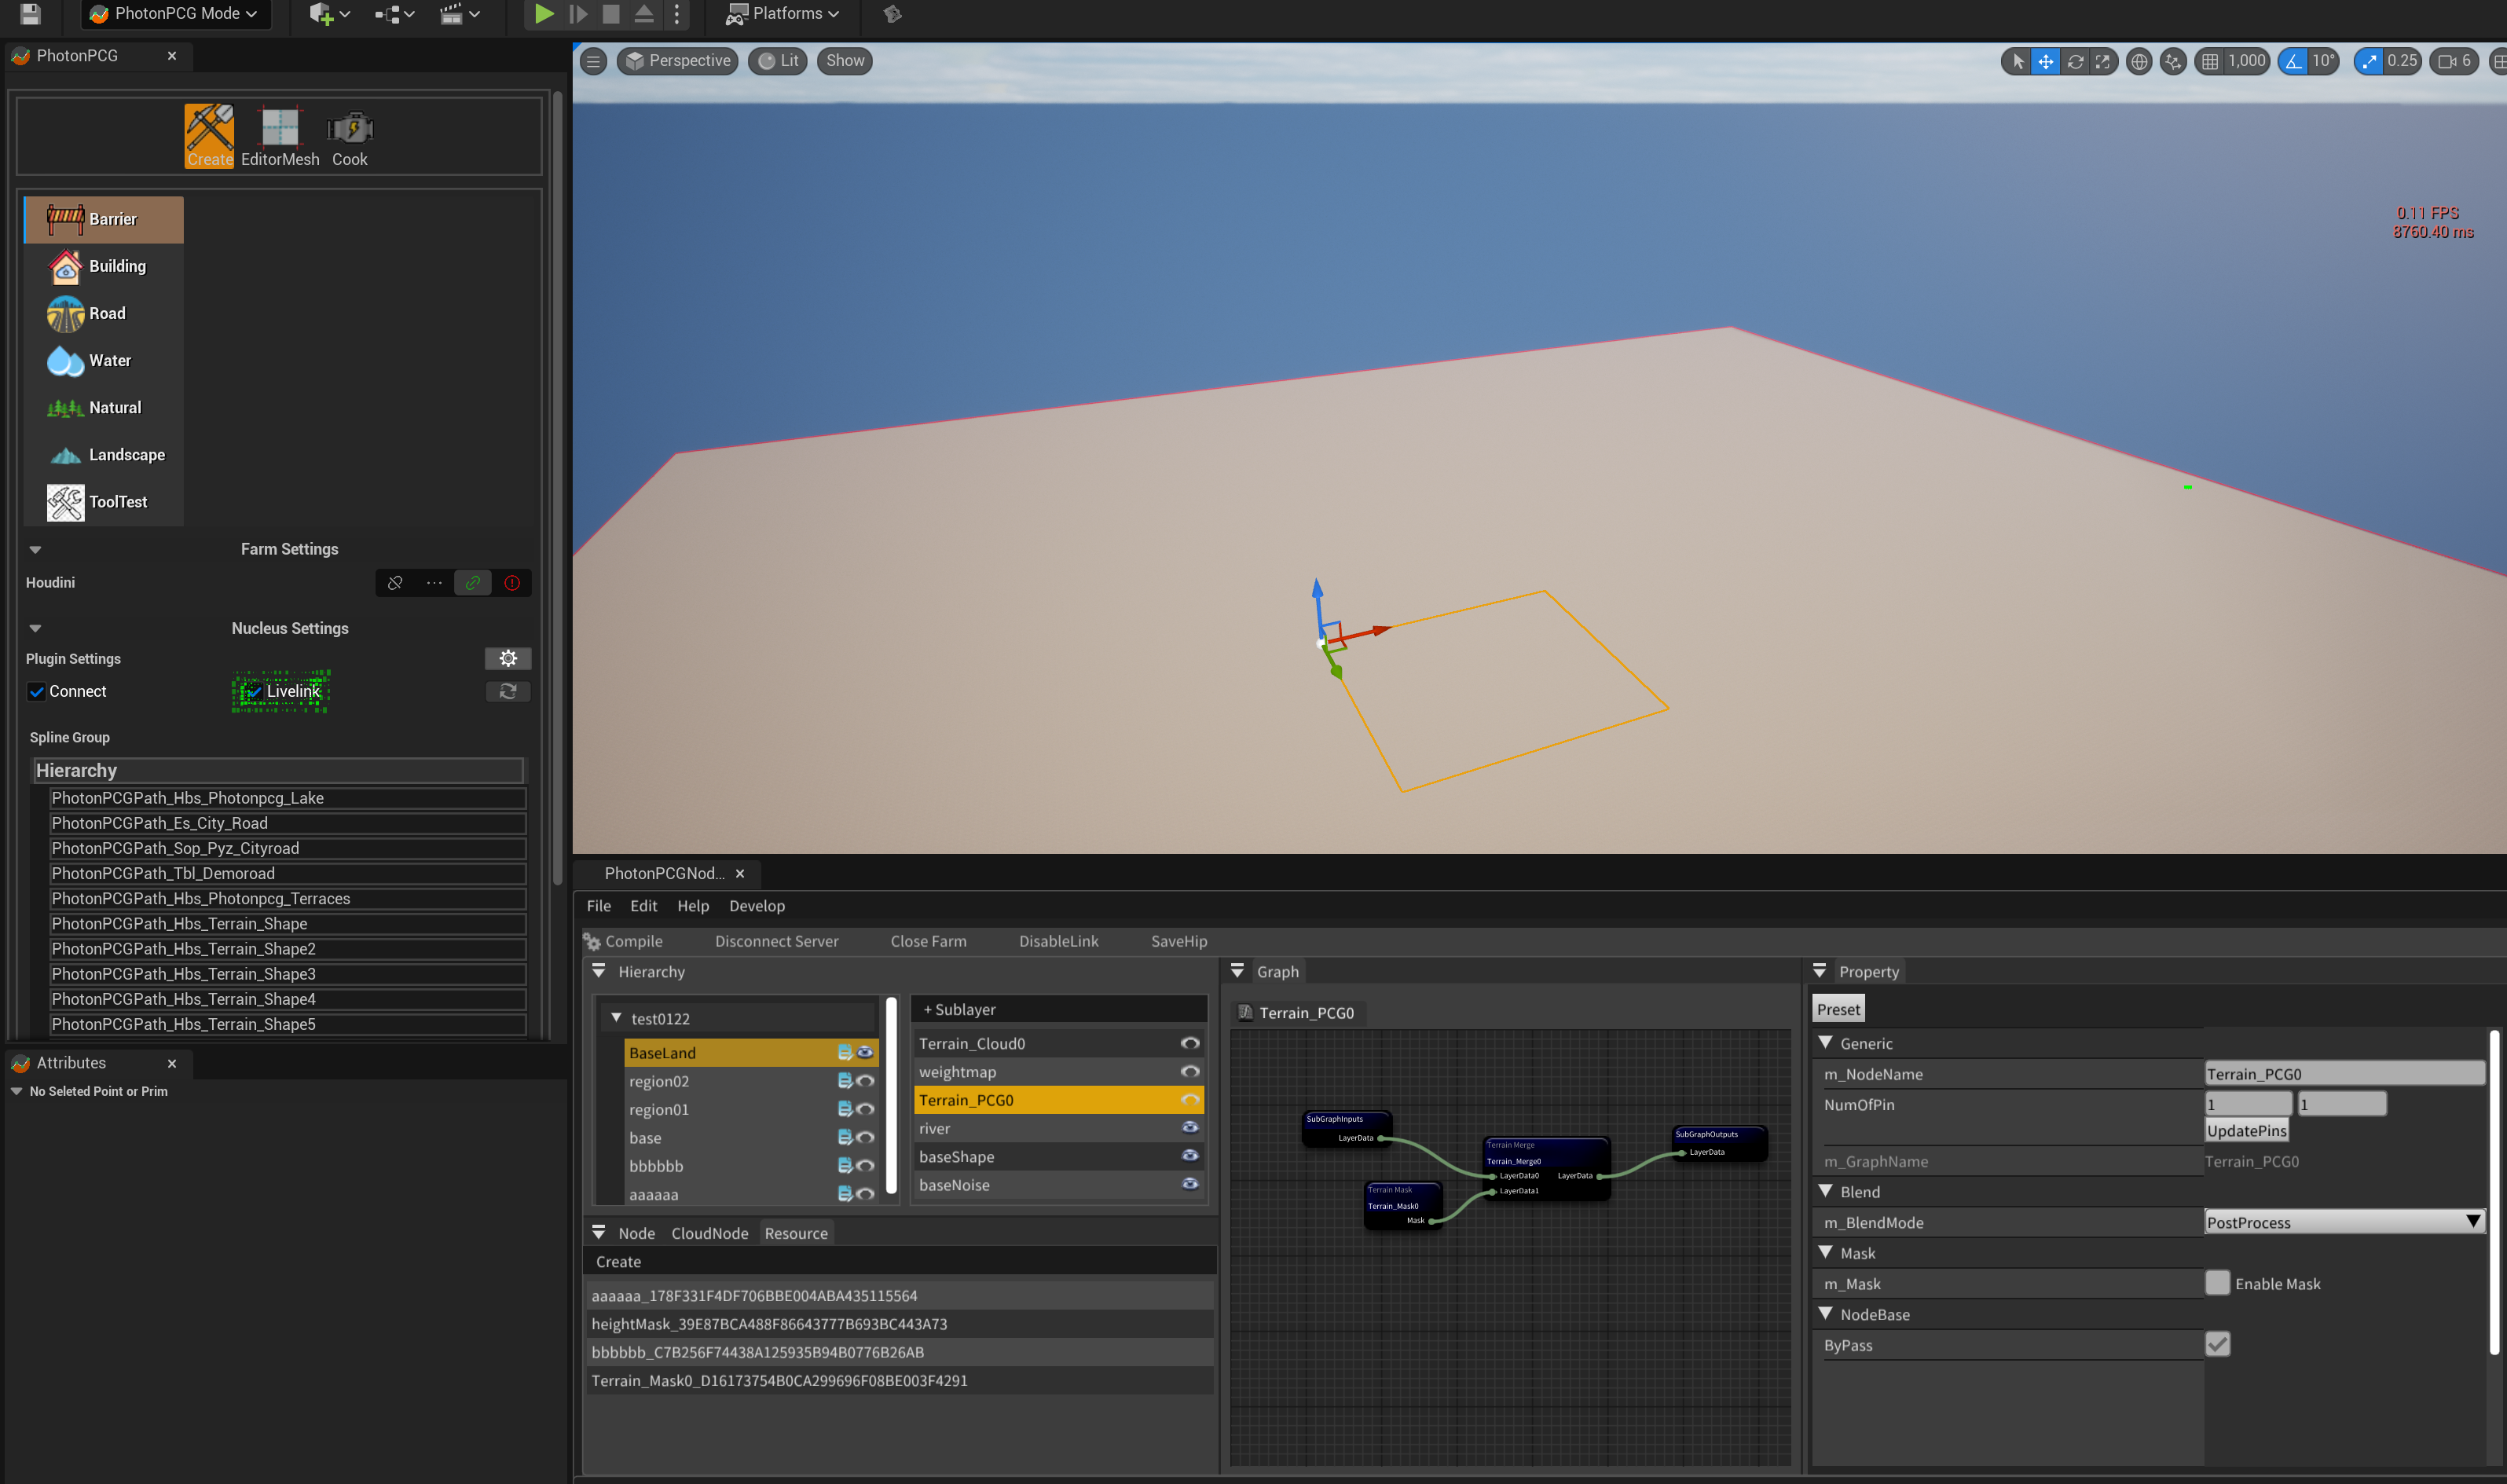 PhotonPCG Mode
Platforms
PhotonPCG
Create
EditorMesh
Cook
Barrier
Building
Road
Water
Natural
Landscape
ToolTest
Farm Settings
Houdini
Nucleus Settings
Plugin Settings
Connect
Livelink
Spline Group
Hierarchy
PhotonPCGPath_Hbs_Photonpcg_Lake
PhotonPCGPath_Es_City_Road
PhotonPCGPath_Sop_Pyz_Cityroad
PhotonPCGPath_Tbl_Demoroad
PhotonPCGPath_Hbs_Photonpcg_Terraces
PhotonPCGPath_Hbs_Terrain_Shape
PhotonPCGPath_Hbs_Terrain_Shape2
PhotonPCGPath_Hbs_Terrain_Shape3
PhotonPCGPath_Hbs_Terrain_Shape4
PhotonPCGPath_Hbs_Terrain_Shape5
Attributes
No Seleted Point or Prim
Perspective
Lit
Show
1,000
10°
0.25
6
0.11 FPS
8760.40 ms
PhotonPCGNod...
File Edit Help Develop
Compile Disconnect Server Close Farm DisableLink SaveHip
Hierarchy
test0122
BaseLand
region02
region01
base
bbbbbb
aaaaaa
+ Sublayer
Terrain_Cloud0
weightmap
Terrain_PCG0
river
baseShape
baseNoise
Node CloudNode Resource
Create
aaaaaa_178F331F4DF706BBE004ABA435115564
heightMask_39E87BCA488F86643777B693BC443A73
bbbbbb_C7B256F74438A125935B94B0776B26AB
Terrain_Mask0_D16173754B0CA299696F08BE003F4291
Graph
Terrain_PCG0
SubGraphInputs
LayerData
Terrain Mask
Terrain_Mask0
Mask
Terrain Merge
Terrain_Merge0
LayerData0 LayerData
LayerData1
SubGraphOutputs
LayerData
Property
Preset
Generic
m_NodeName Terrain_PCG0
NumOfPin 1 1
UpdatePins
m_GraphName Terrain_PCG0
Blend
m_BlendMode PostProcess
Mask
m_Mask Enable Mask
NodeBase
ByPass